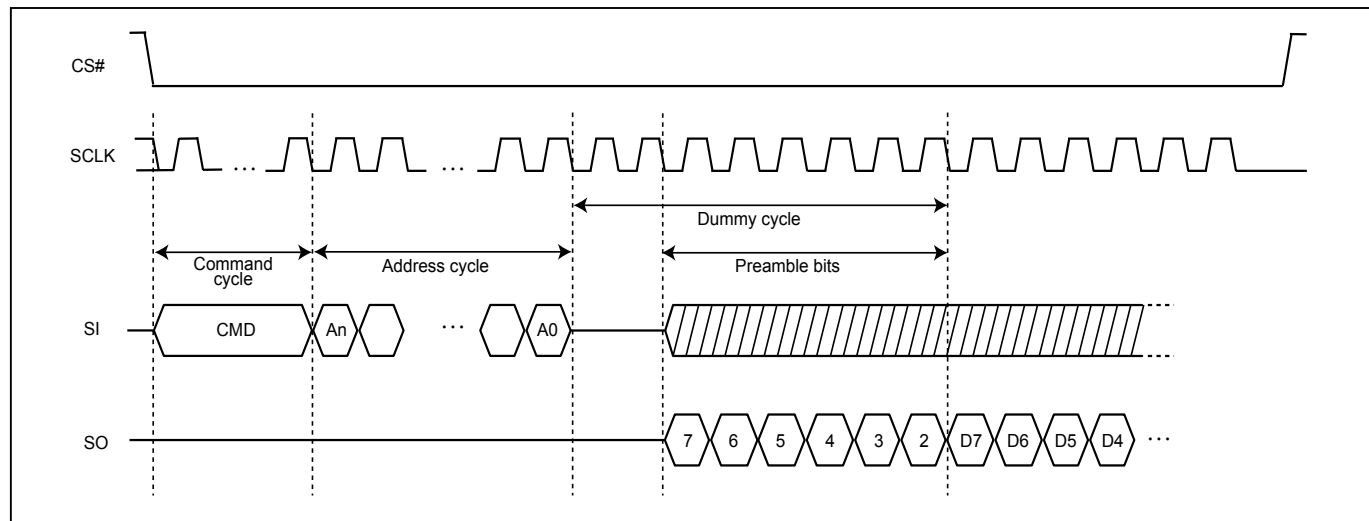 CS#
SCLK
...
...
Dummy cycle
Command
cycle
Address cycle
Preamble bits
SI
CMD
An
...
A0
SO
7 6 5 4 3 2 D7 D6 D5 D4 ...